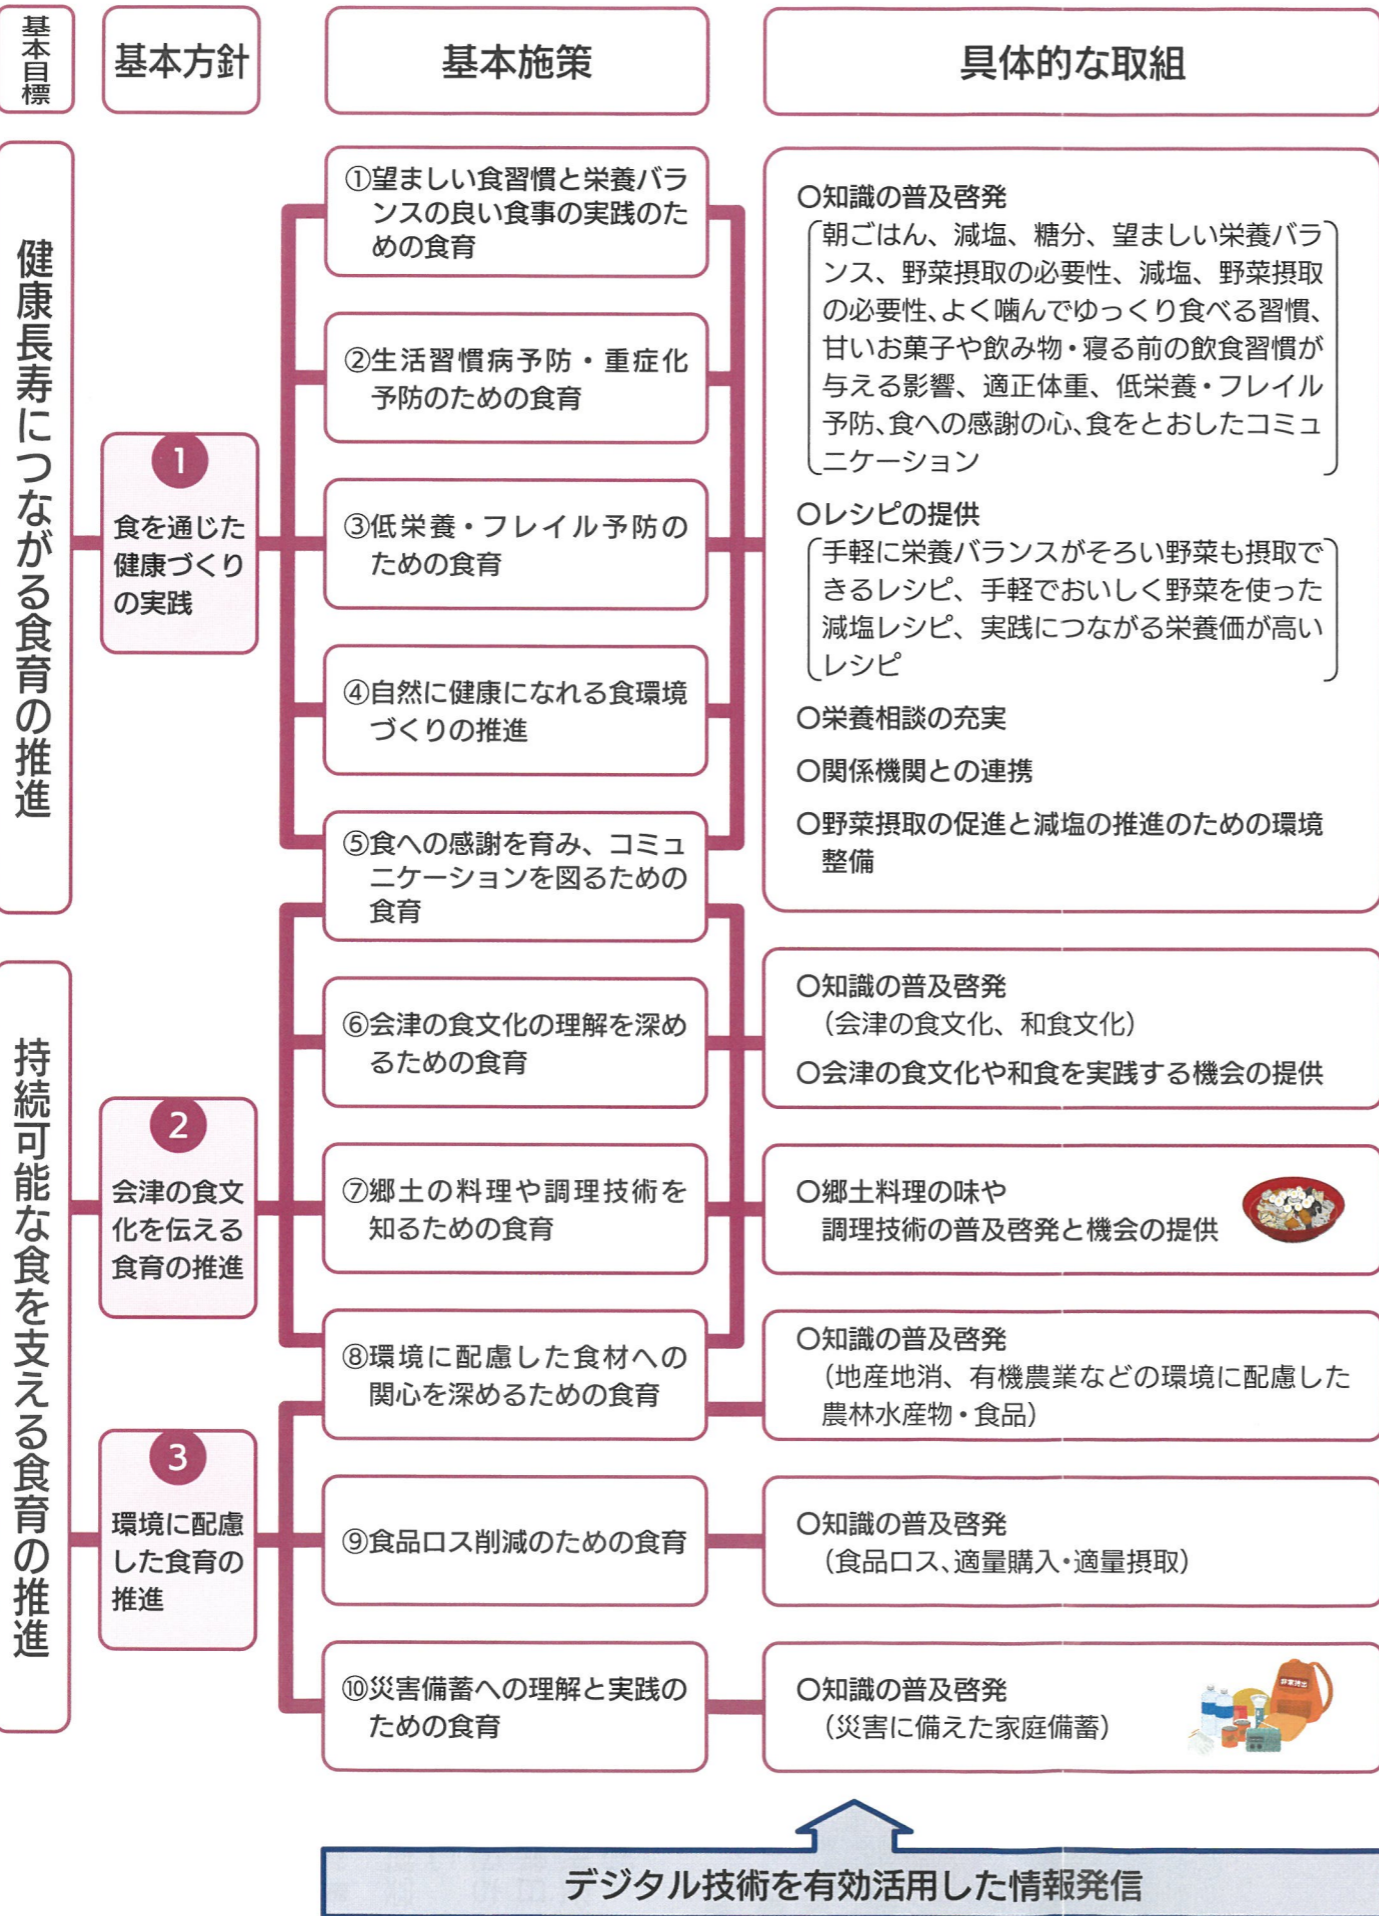 基本目標
基本方針
基本施策
具体的な取組
健康長寿につながる食育の推進
1
食を通じた
健康づくり
の実践
①望ましい食習慣と栄養バラ
ンスの良い食事の実践のた
めの食育
②生活習慣病予防・重症化
予防のための食育
③低栄養・フレイル予防の
ための食育
④自然に健康になれる食環境
づくりの推進
⑤食への感謝を育み、コミュ
ニケーションを図るための
食育
〇知識の普及啓発
朝ごはん、減塩、糖分、望ましい栄養バラ
ンス、野菜摂取の必要性、減塩、野菜摂取
の必要性、よく噛んでゆっくり食べる習慣、
甘いお菓子や飲み物・寝る前の飲食習慣が
与える影響、適正体重、低栄養・フレイル
予防、食への感謝の心、食をとおしたコミュ
ニケーション
〇レシピの提供
手軽に栄養バランスがそろい野菜も摂取で
きるレシピ、手軽でおいしく野菜を使った
減塩レシピ、実践につながる栄養価が高い
レシピ
〇栄養相談の充実
〇関係機関との連携
〇野菜摂取の促進と減塩の推進のための環境
整備
持続可能な食を支える食育の推進
2
会津の食文
化を伝える
食育の推進
⑥会津の食文化の理解を深め
るための食育
〇知識の普及啓発
（会津の食文化、和食文化）
〇会津の食文化や和食を実践する機会の提供
⑦郷土の料理や調理技術を
知るための食育
〇郷土料理の味や
調理技術の普及啓発と機会の提供
⑧環境に配慮した食材への
関心を深めるための食育
〇知識の普及啓発
（地産地消、有機農業などの環境に配慮した
農林水産物・食品）
3
環境に配慮
した食育の
推進
⑨食品ロス削減のための食育
〇知識の普及啓発
（食品ロス、適量購入・適量摂取）
⑩災害備蓄への理解と実践の
ための食育
〇知識の普及啓発
（災害に備えた家庭備蓄）
非常持出
デジタル技術を有効活用した情報発信